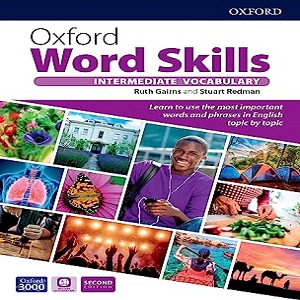 OXFORD
Oxford
Word Skills
INTERMEDIATE VOCABULARY
Ruth Gairns and Stuart Redman
Learn to use the most important
words and phrases in English
topic by topic
Oxford
3000
SECOND
EDITION